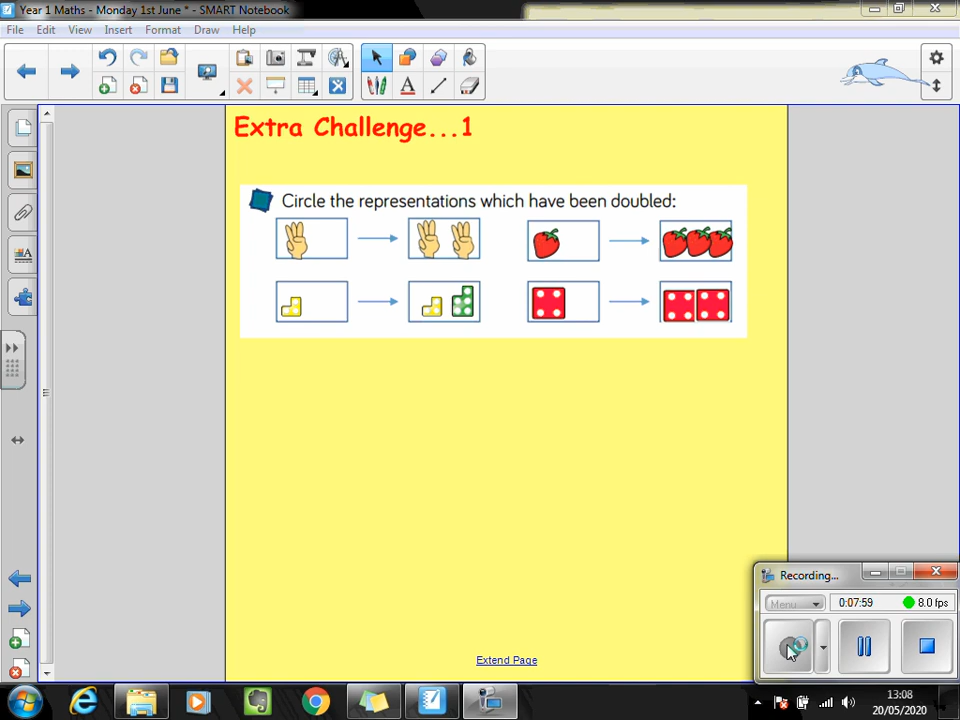 Year 1 Maths - Monday 1st June * - SMART Notebook
File Edit View Insert Format Draw Help
Extra Challenge...1
Circle the representations which have been doubled:
Extend Page
Recording...
Menu 0:07:59 8.0 fps
13:08
20/05/2020